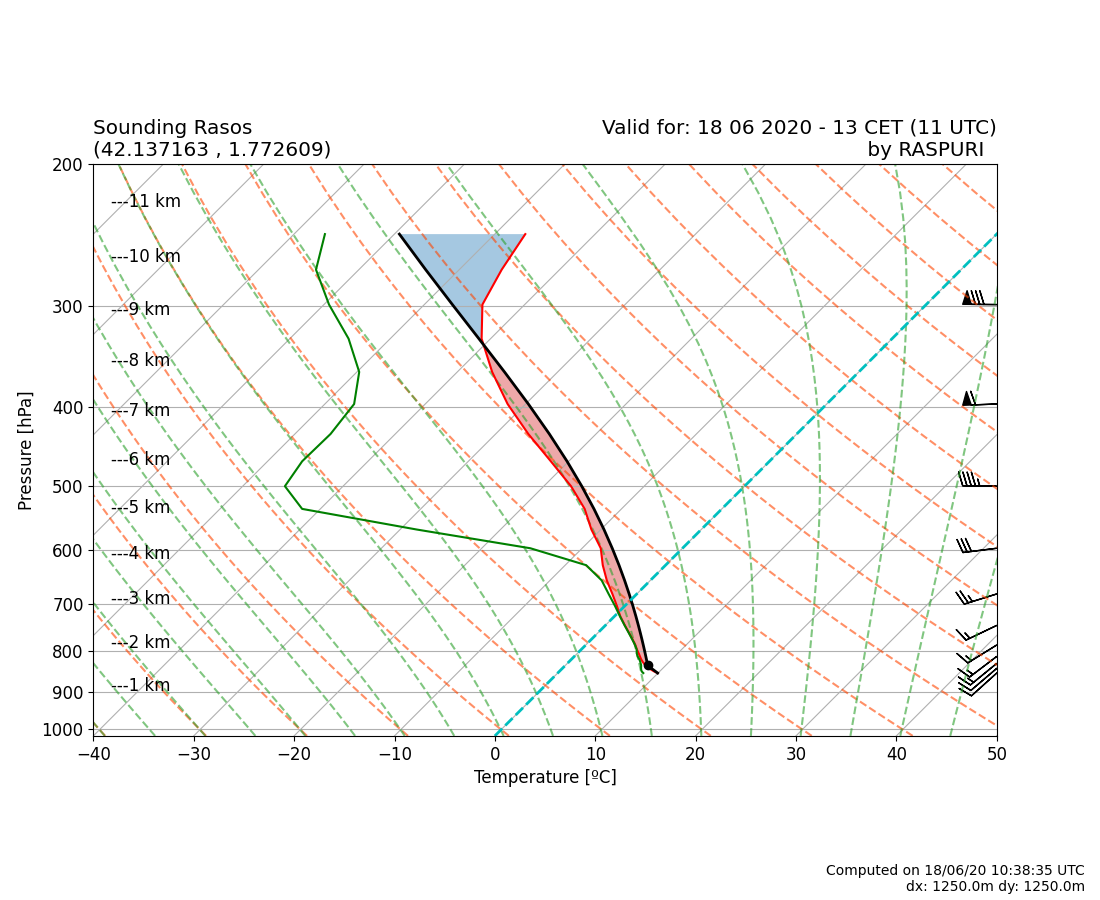 Sounding Rasos
(42.137163 , 1.772609)
Valid for: 18 06 2020 - 13 CET (11 UTC)
by RASPURI
200
300
400
500
600
700
800
900
1000
Pressure [hPa]
---11 km
---10 km
---9 km
---8 km
---7 km
---6 km
---5 km
---4 km
---3 km
---2 km
---1 km
−40 −30 −20 −10 0 10 20 30 40 50
Temperature [ºC]
Computed on 18/06/20 10:38:35 UTC
dx: 1250.0m dy: 1250.0m